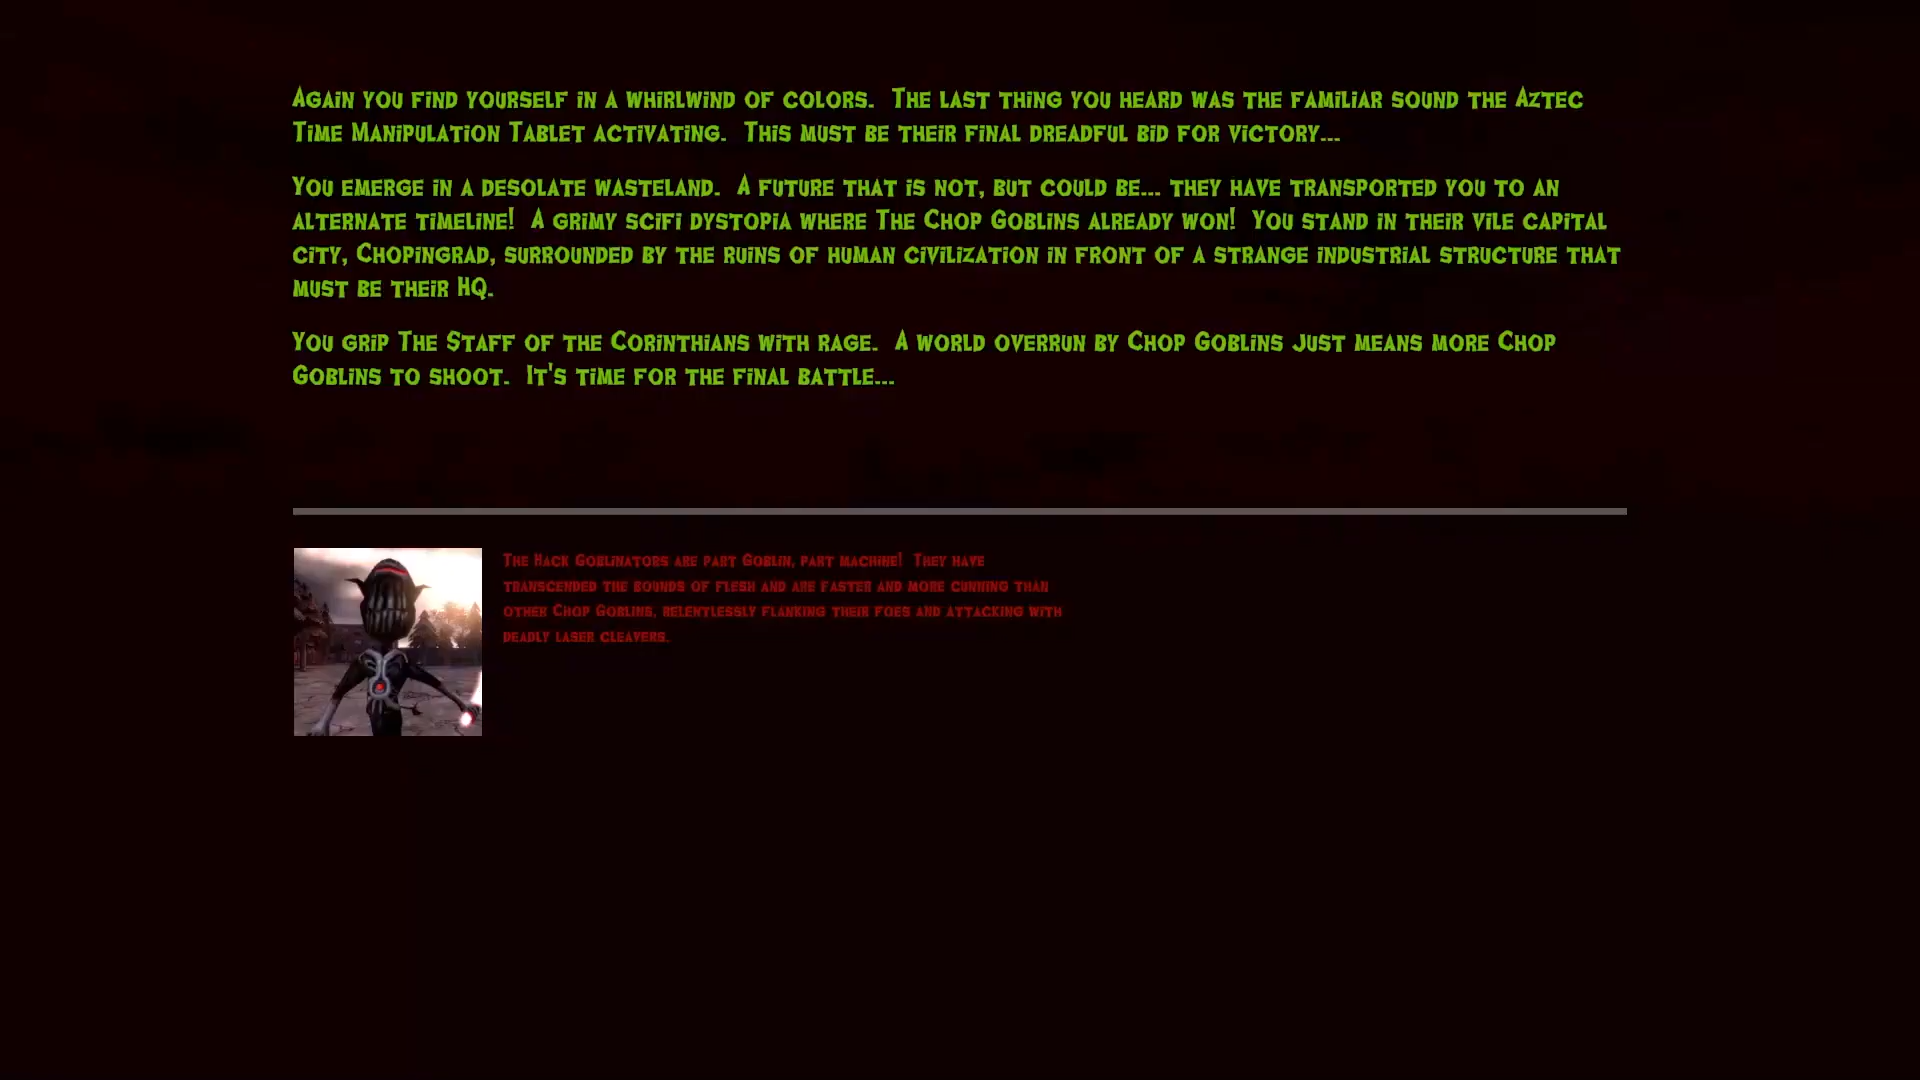 Again you find yourself in a whirlwind of colors.  The last thing you heard was the familiar sound the Aztec
Time Manipulation Tablet activating.  This must be their final dreadful bid for victory...
You emerge in a desolate wasteland.  A future that is not, but could be... they have transported you to an
alternate timeline!  A grimy scifi dystopia where The Chop Goblins already won!  You stand in their vile capital
city, Chopingrad, surrounded by the ruins of human civilization in front of a strange industrial structure that
must be their HQ.
You grip The Staff of the Corinthians with rage.  A world overrun by Chop Goblins just means more Chop
Goblins to shoot.  It's time for the final battle...
The Hack Goblinators are part Goblin, part machine!  They have
transcended the bounds of flesh and are faster and more cunning than
other Chop Goblins, relentlessly flanking their foes and attacking with
deadly laser cleavers.